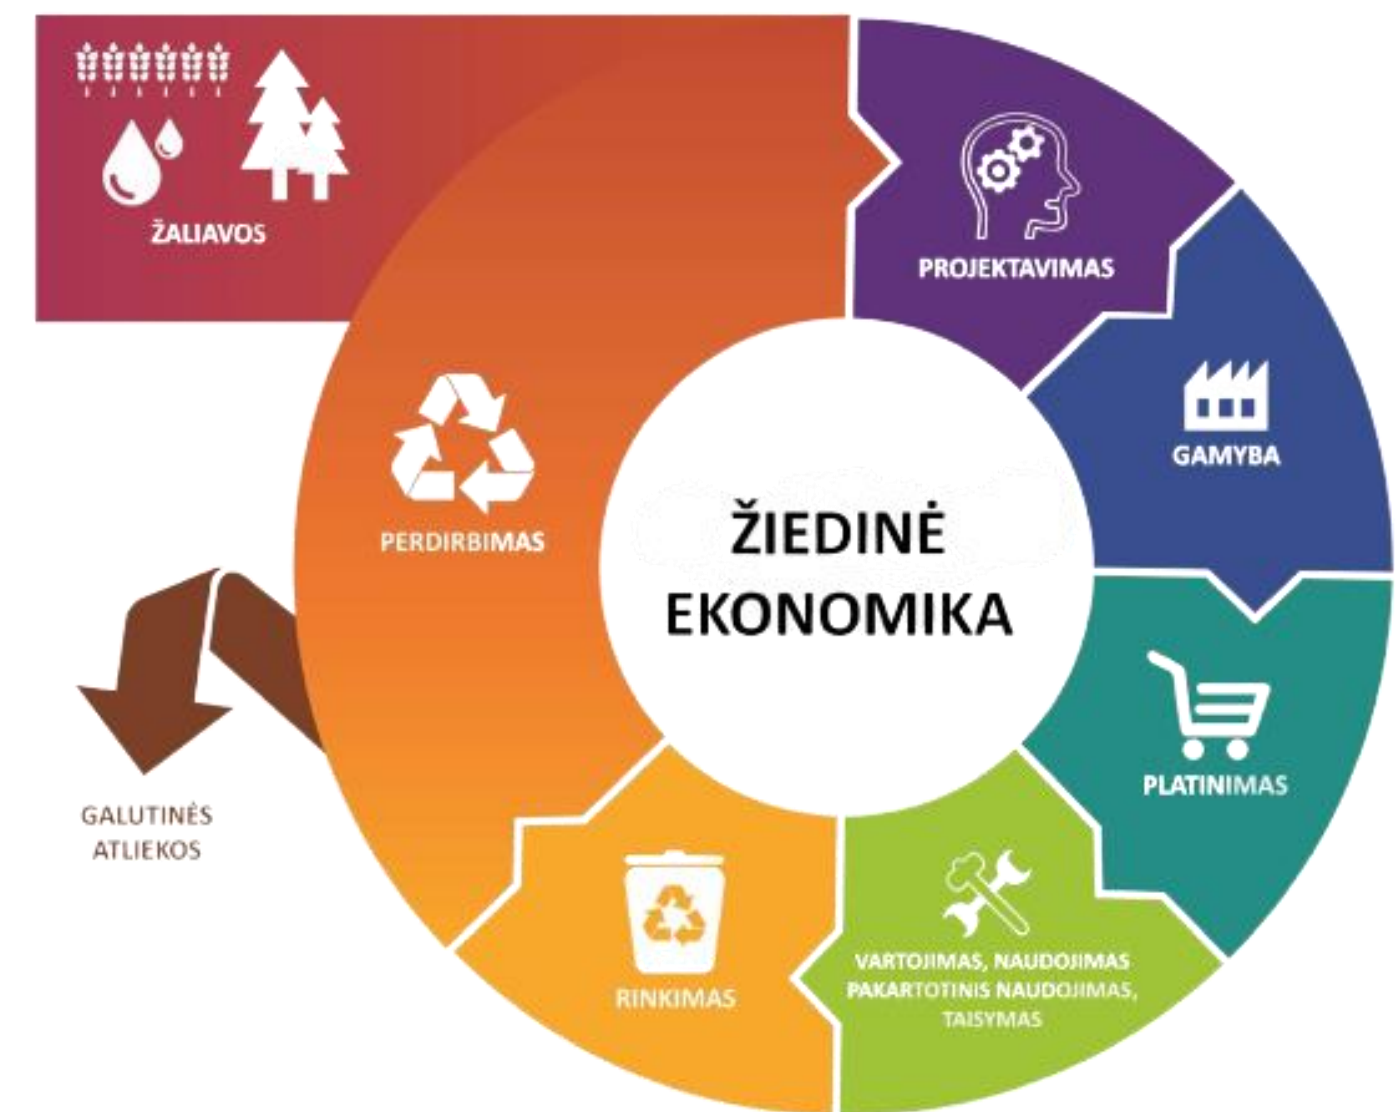 ŽALIAVOS
PROJEKTAVIMAS
GAMYBA
PLATINIMAS
VARTOJIMAS, NAUDOJIMAS
PAKARTOTINIS NAUDOJIMAS,
TAISYMAS
RINKIMAS
PERDIRBIMAS
GALUTINĖS
ATLIEKOS
ŽIEDINĖ
EKONOMIKA